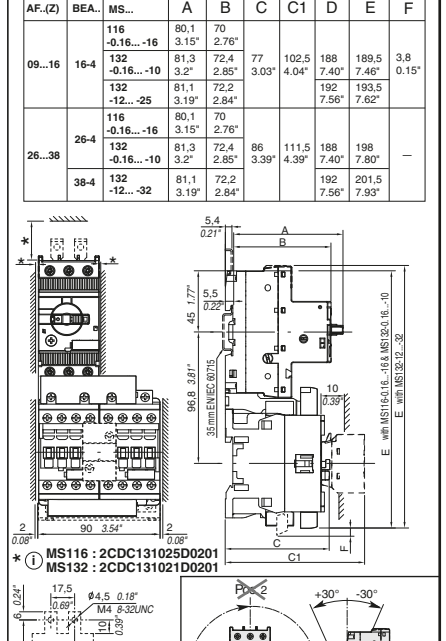 AF..(Z) BEA.. MS... A B C C1 D E F
116 80,1 70
-0.16... -16 3.15" 2.76"
09...16 16-4 132 81,3 72,4 77 102,5 188 189,5 3,8
-0.16... -10 3.2" 2.85" 3.03" 4.04" 7.40" 7.46" 0.15"
132 81,1 72,2 192 193,5
-12... -25 3.19" 2.84" 7.56" 7.62"
116 80,1 70
-0.16... -16 3.15" 2.76"
26...38 26-4 132 81,3 72,4 86 111,5 188 198 —
-0.16... -10 3.2" 2.85" 3.39" 4.39" 7.40" 7.80"
38-4 132 81,1 72,2 192 201,5
-12... -32 3.19" 2.84" 7.56" 7.93"
5,4
0.21"
A
B
*
* *
5,5
0.22"
45 1.77"
96,8 3.81"
35 mm EN/IEC 60715
10
0.39"
E with MS116-0.16...-16 & MS132-0.16...-10
E with MS132-12...-32
2
0.08"
90 3.54"
2
0.08"
C
C1
F
* i MS116 : 2CDC131025D0201
MS132 : 2CDC131021D0201
17,5
0.69"
Ø4,5 0.18"
M4 8-32UNC
6 0.24"
10
0.39"
Pos 2
+30° -30°